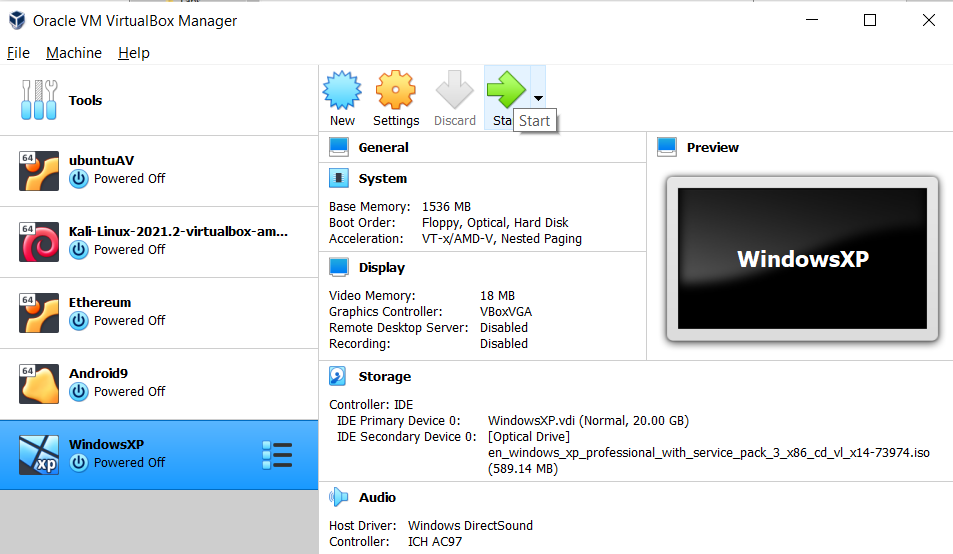 Oracle VM VirtualBox Manager
File Machine Help
Tools
64
ubuntuAV
Powered Off
64
Kali-Linux-2021.2-virtualbox-am...
Powered Off
64
Ethereum
Powered Off
64
Android9
Powered Off
xp
WindowsXP
Powered Off
New Settings Discard Sta
Start
General
System
Base Memory: 1536 MB
Boot Order: Floppy, Optical, Hard Disk
Acceleration: VT-x/AMD-V, Nested Paging
Display
Video Memory: 18 MB
Graphics Controller: VBoxVGA
Remote Desktop Server: Disabled
Recording: Disabled
Preview
WindowsXP
Storage
Controller: IDE
IDE Primary Device 0: WindowsXP.vdi (Normal, 20.00 GB)
IDE Secondary Device 0: [Optical Drive]
en_windows_xp_professional_with_service_pack_3_x86_cd_vl_x14-73974.iso
(589.14 MB)
Audio
Host Driver: Windows DirectSound
Controller: ICH AC97